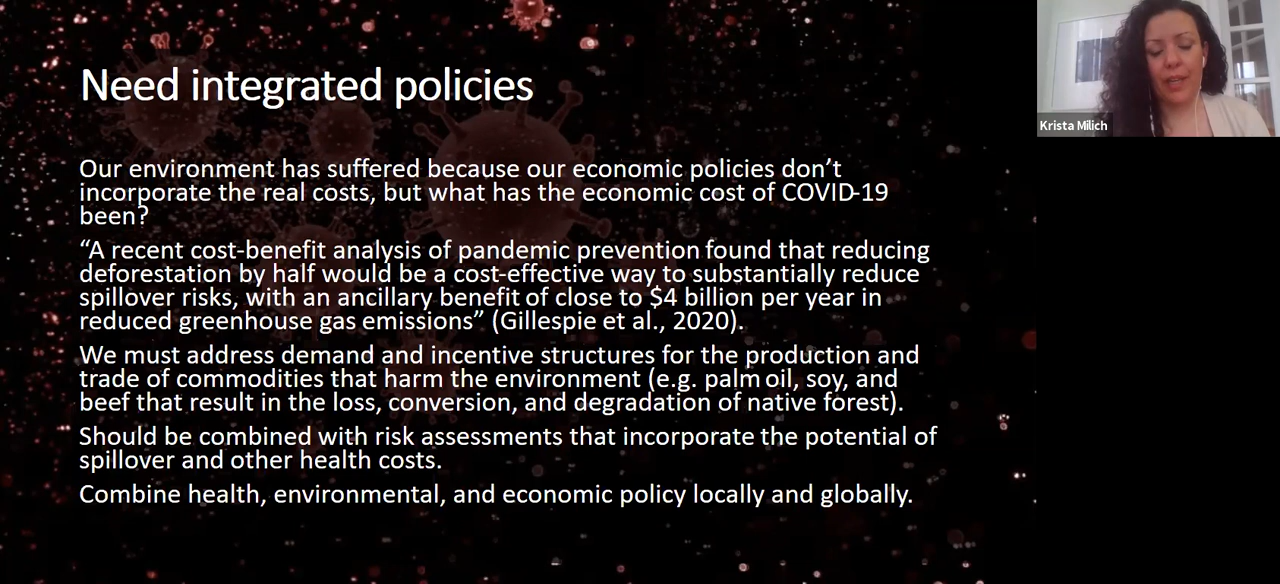 Need integrated policies
Our environment has suffered because our economic policies don’t
incorporate the real costs, but what has the economic cost of COVID-19
been?
“A recent cost-benefit analysis of pandemic prevention found that reducing
deforestation by half would be a cost-effective way to substantially reduce
spillover risks, with an ancillary benefit of close to $4 billion per year in
reduced greenhouse gas emissions” (Gillespie et al., 2020).
We must address demand and incentive structures for the production and
trade of commodities that harm the environment (e.g. palm oil, soy, and
beef that result in the loss, conversion, and degradation of native forest).
Should be combined with risk assessments that incorporate the potential of
spillover and other health costs.
Combine health, environmental, and economic policy locally and globally.
Krista Milich